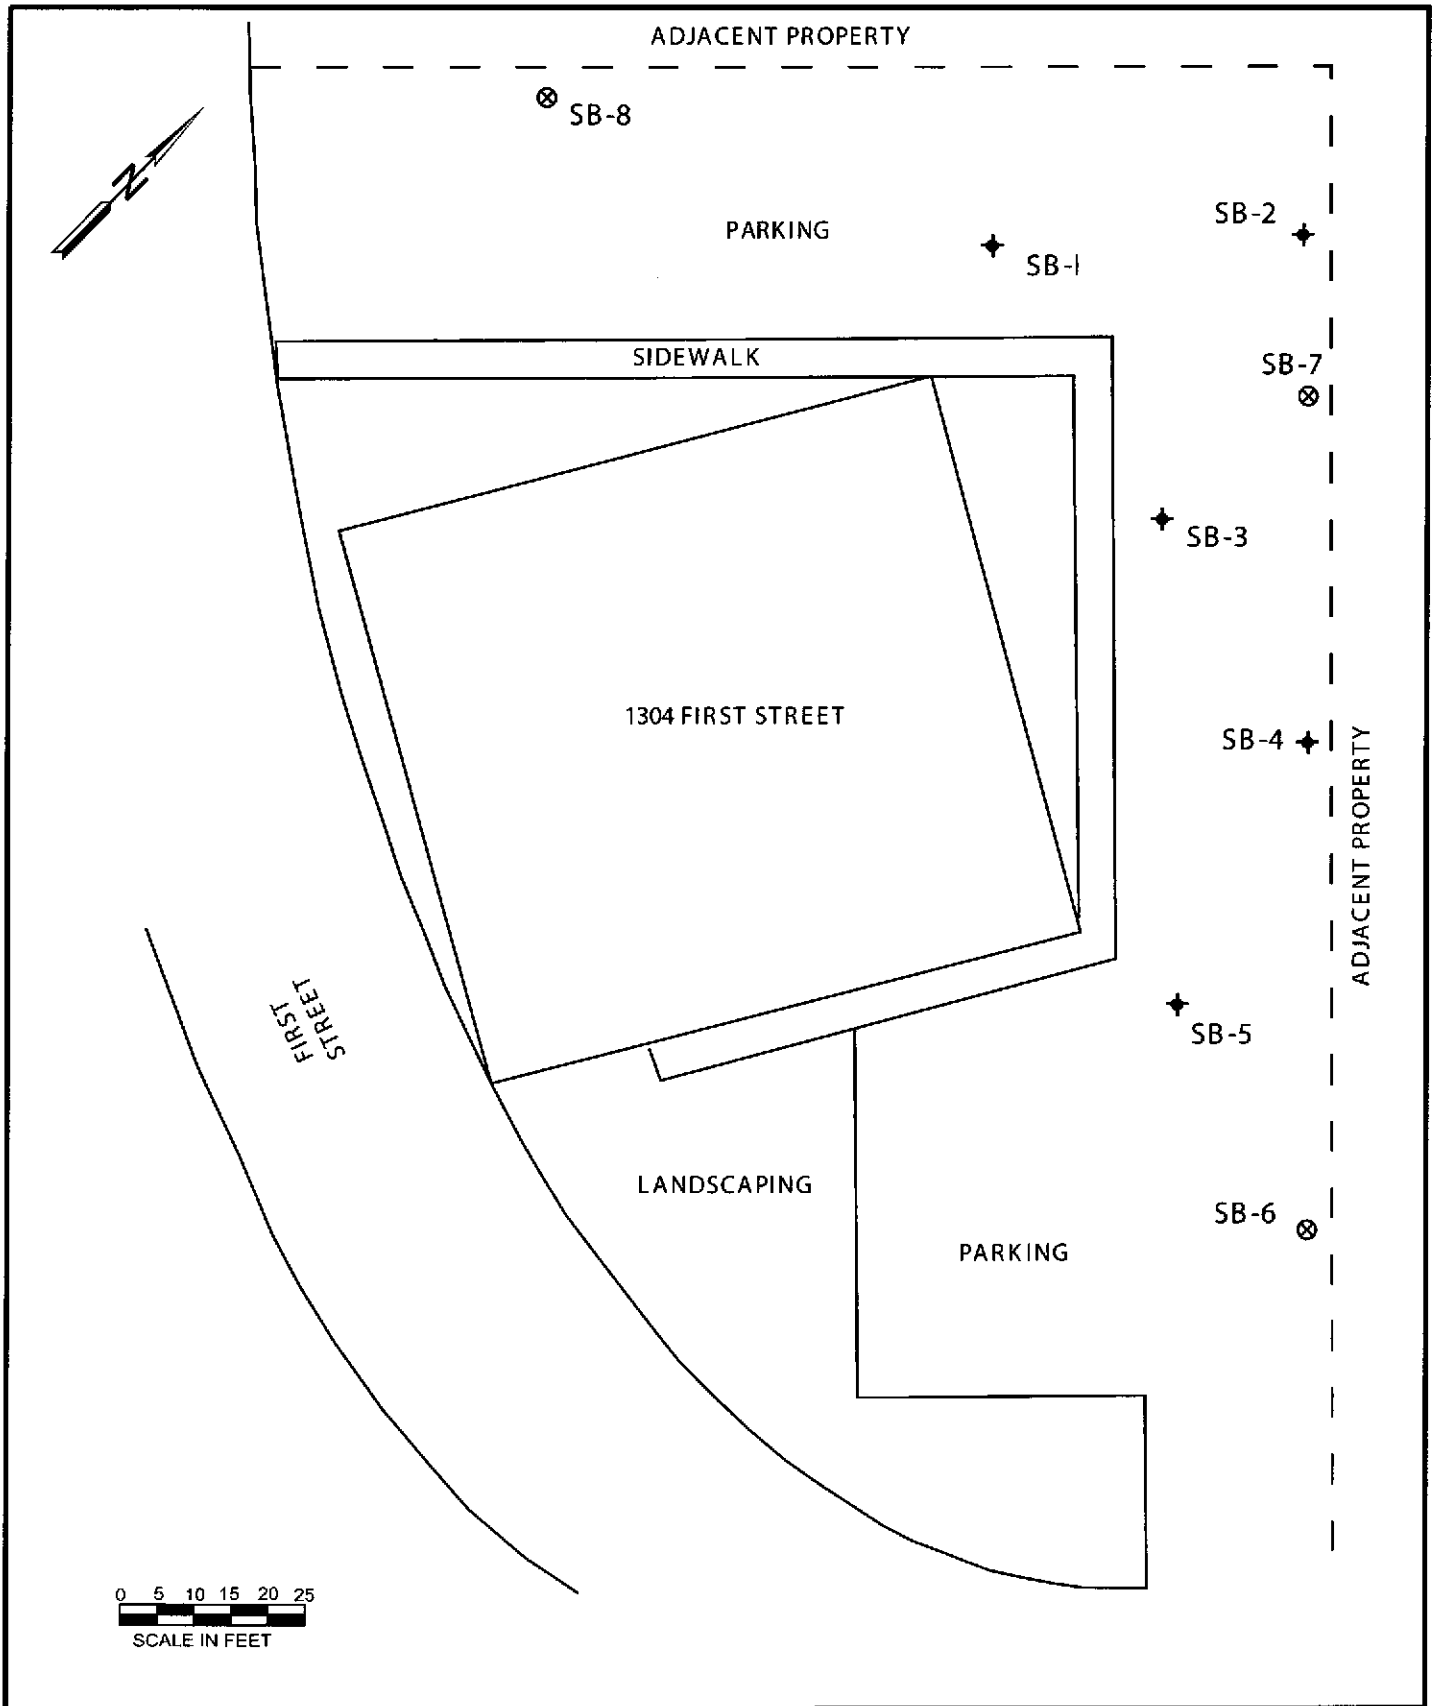 ADJACENT PROPERTY
SB-8
N
PARKING
SB-2
SB-1
SIDEWALK
SB-7
SB-3
1304 FIRST STREET
SB-4
ADJACENT PROPERTY
FIRST
STREET
SB-5
LANDSCAPING
SB-6
PARKING
0 5 10 15 20 25
SCALE IN FEET